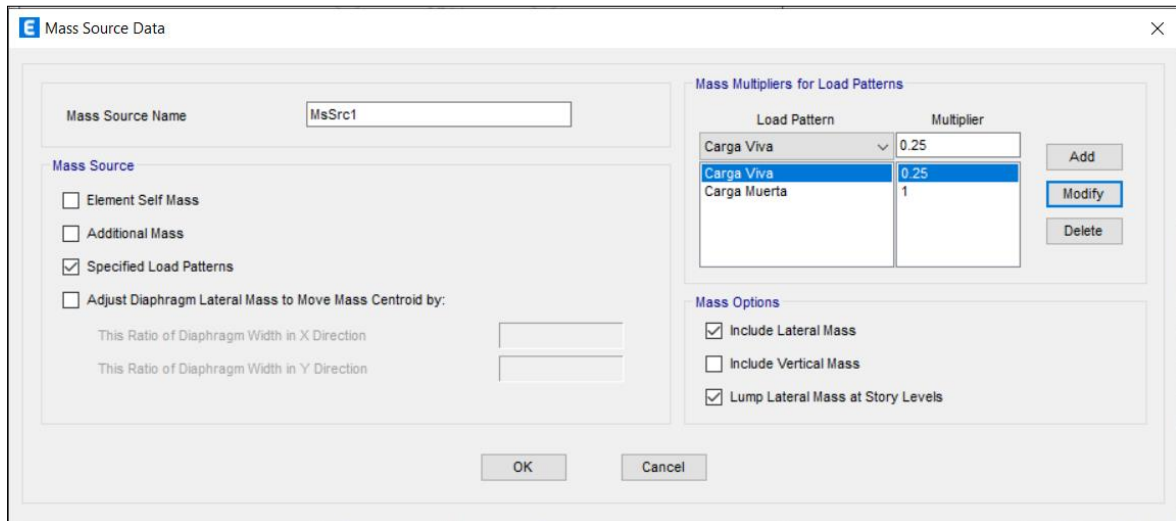 E Mass Source Data
Mass Source Name MsSrc1
Mass Source
Element Self Mass
Additional Mass
Specified Load Patterns
Adjust Diaphragm Lateral Mass to Move Mass Centroid by:
This Ratio of Diaphragm Width in X Direction
This Ratio of Diaphragm Width in Y Direction
Mass Multipliers for Load Patterns
Load Pattern Multiplier
Carga Viva 0.25
Carga Viva 0.25
Carga Muerta 1
Add
Modify
Delete
Mass Options
Include Lateral Mass
Include Vertical Mass
Lump Lateral Mass at Story Levels
OK Cancel